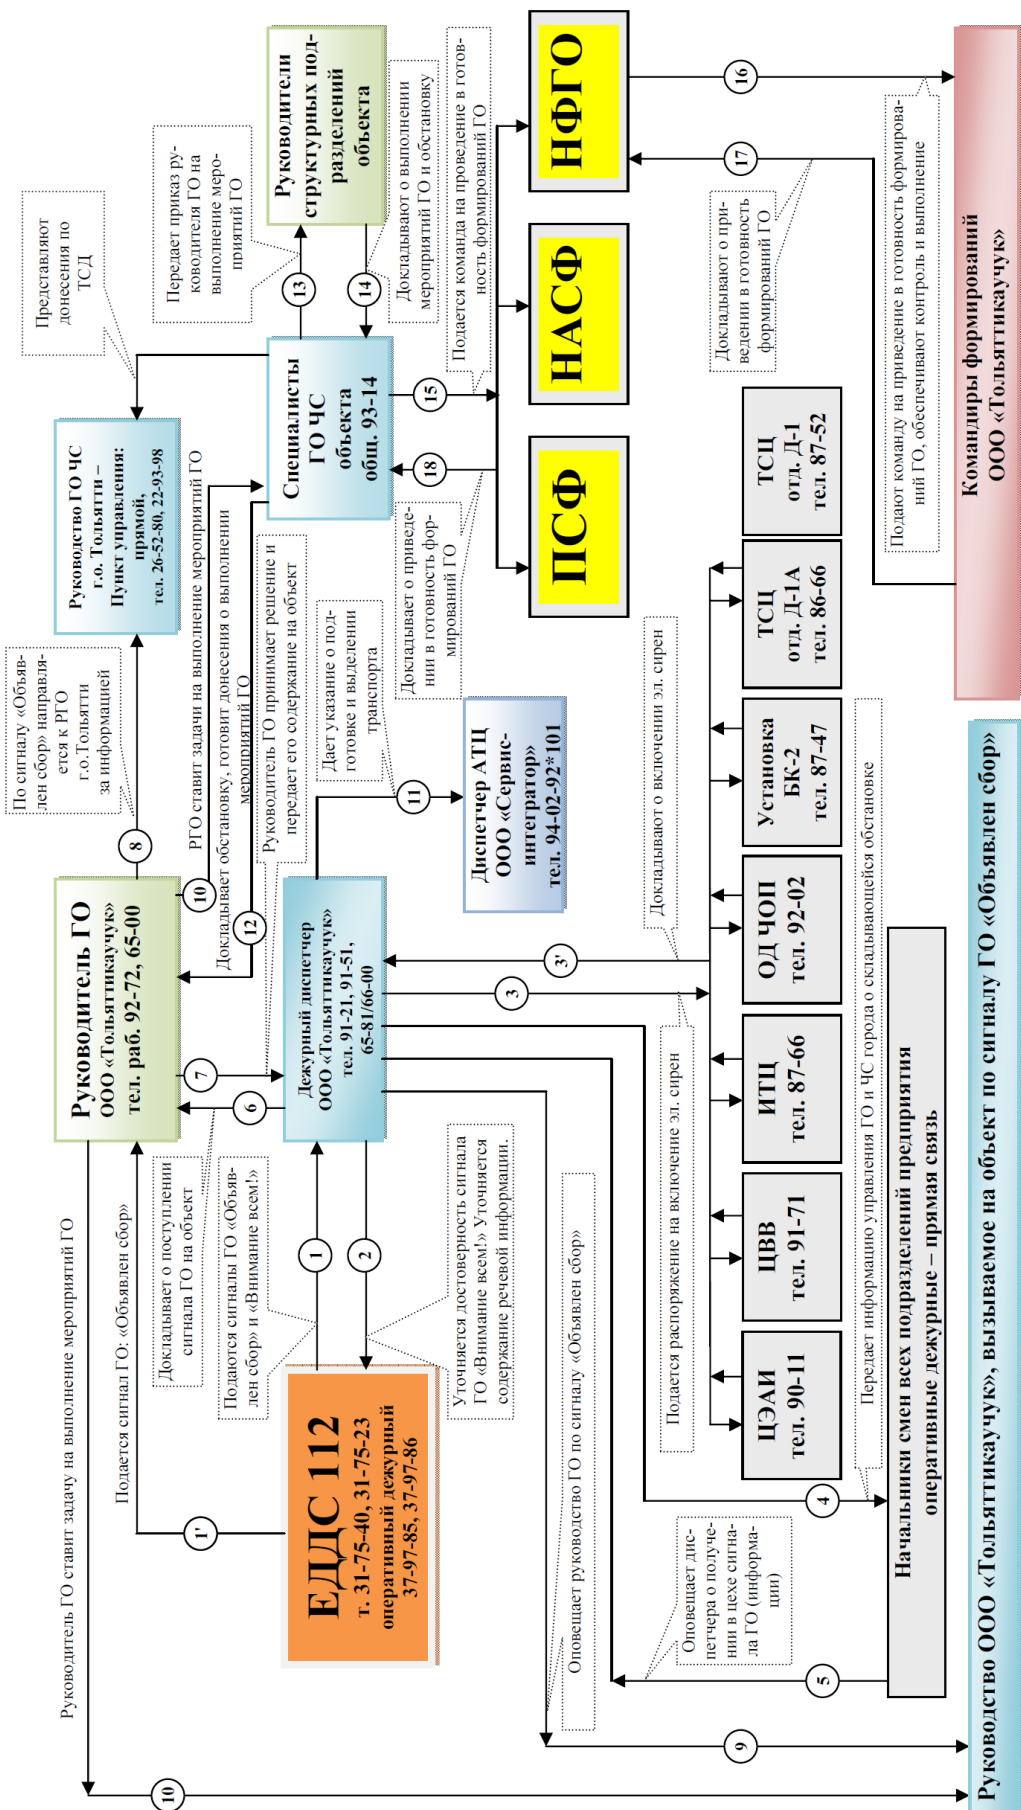 Руководитель ГО ставит задачу на выполнение мероприятий ГО
Подается сигнал ГО: «Объявлен сбор»
1'
10
ЕДДС 112
т. 31-75-40, 31-75-23
оперативный дежурный
37-97-85, 37-97-86
Докладывает о поступлении
сигнала ГО на объект
Подаются сигналы ГО «Объяв-
лен сбор» и «Внимание всем!»
1
2
Уточняется достоверность сигнала
ГО «Внимание всем!» Уточняется
содержание речевой информации.
Руководитель ГО
ООО «Тольяттикаучук»
тел. раб. 92-72, 65-00
6
7
Дежурный диспетчер
ООО «Тольяттикаучук»
тел. 91-21, 91-51,
65-81/66-00
8
По сигналу «Объяв-
лен сбор» направля-
ется к РГО
г.о.Тольятти
за информацией
10
РГО ставит задачи на выполнение мероприятий ГО
12
Докладывает обстановку, готовит донесения о выполнении
мероприятий ГО
Руководитель ГО принимает решение и
передает его содержание на объект
Руководство ГО ЧС
г.о. Тольятти –
Пункт управления:
прямой,
тел. 26-52-80, 22-93-98
Представляют
донесения по
ТСД
Специалисты
ГО ЧС
объекта
общ. 93-14
Передает приказ ру-
ководителя ГО на
выполнение меро-
приятий ГО
13
14
Руководители
структурных под-
разделений
объекта
Докладывают о выполнении
мероприятий ГО и обстановку
15
Подается команда на проведение в готов-
ность формирований ГО
18
Докладывает о приведе-
нии в готовность фор-
мирований ГО
11
Дает указание о под-
готовке и выделении
транспорта
Диспетчер АТЦ
ООО «Сервис-
интегратор»
тел. 94-02-92*101
ПСФ
НАСФ
НФГО
16
17
Докладывают о при-
ведении в готовность
формирований ГО
Подают команду на приведение в готовность формирова-
ний ГО, обеспечивают контроль и выполнение
Командиры формирований
ООО «Тольяттикаучук»
3'
3
Докладывают о включении эл. сирен
Подается распоряжение на включение эл. сирен
Оповещает руководство ГО по сигналу «Объявлен сбор»
ЦЭАИ
тел. 90-11
ЦВВ
тел. 91-71
ИТЦ
тел. 87-66
ОД ЧОП
тел. 92-02
Установка
БК-2
тел. 87-47
ТСЦ
отд. Д-1А
тел. 86-66
ТСЦ
отд. Д-1
тел. 87-52
4
Передает информацию управления ГО и ЧС города о складывающейся обстановке
5
Оповещает дис-
петчера о получе-
нии в цехе сигна-
ла ГО (информа-
ции)
Начальники смен всех подразделений предприятия
оперативные дежурные – прямая связь
9
Руководство ООО «Тольяттикаучук», вызываемое на объект по сигналу ГО «Объявлен сбор»